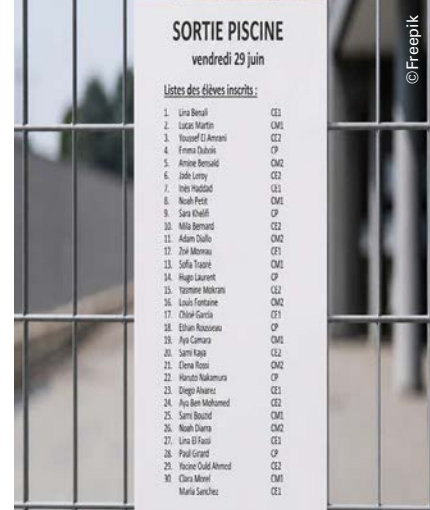 ©Freepik
SORTIE PISCINE
vendredi 29 juin
Listes des élèves inscrits :
1. Lina Benali CE1
2. Lucas Martin CM1
3. Youssef El Amrani CE2
4. Emma Dubois CP
5. Amine Bensaïd CM2
6. Jade Leroy CE2
7. Inès Haddad CE1
8. Noah Petit CM1
9. Sara Khelifi CP
10. Mila Bernard CE2
11. Adam Diallo CM2
12. Zoé Moreau CE1
13. Sofia Traoré CM1
14. Hugo Laurent CP
15. Yasmine Mokrani CE2
16. Louis Fontaine CM2
17. Chloé Garcia CE1
18. Ethan Rousseau CP
19. Aya Camara CM1
20. Sami Kaya CE2
21. Elena Rossi CM2
22. Haruto Nakamura CP
23. Diego Alvarez CE1
24. Aya Ben Mohamed CE2
25. Sami Bouzid CM1
26. Noah Diarra CM2
27. Lina El Fassi CE1
28. Paul Girard CP
29. Yacine Ould Ahmed CE2
30. Clara Morel CM1
Maria Sanchez CE1